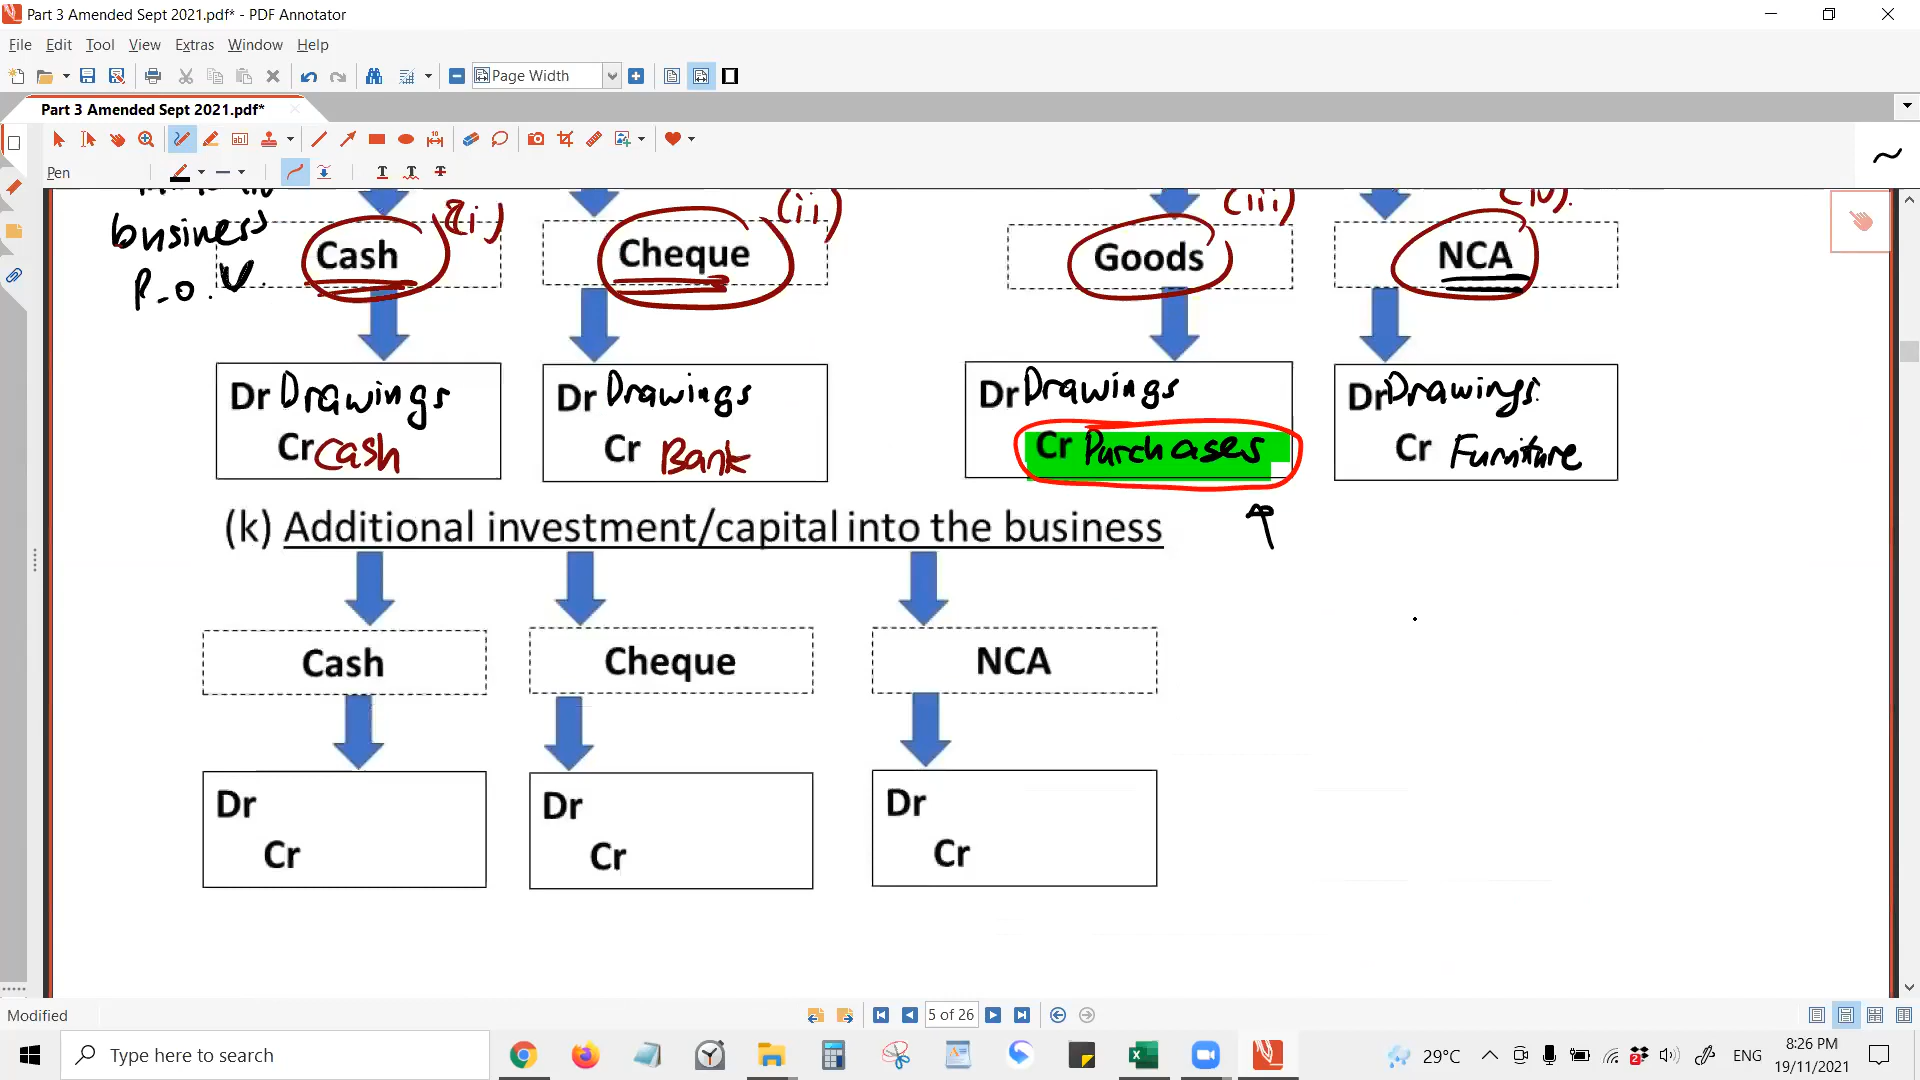 Part 3 Amended Sept 2021.pdf* - PDF Annotator
File Edit Tool View Extras Window Help
Page Width
Part 3 Amended Sept 2021.pdf*
Pen
business
P.O.V.
Cash (i)
Cheque (ii)
Goods (iii)
NCA (iv).
Dr Drawings
Cr Cash
Dr Drawings
Cr Bank
Dr Drawings
Cr Purchases
Dr Drawings
Cr Furniture
(k) Additional investment/capital into the business
Cash
Cheque
NCA
Dr
Cr
Dr
Cr
Dr
Cr
Modified
5 of 26
Type here to search
29°C
ENG
8:26 PM
19/11/2021